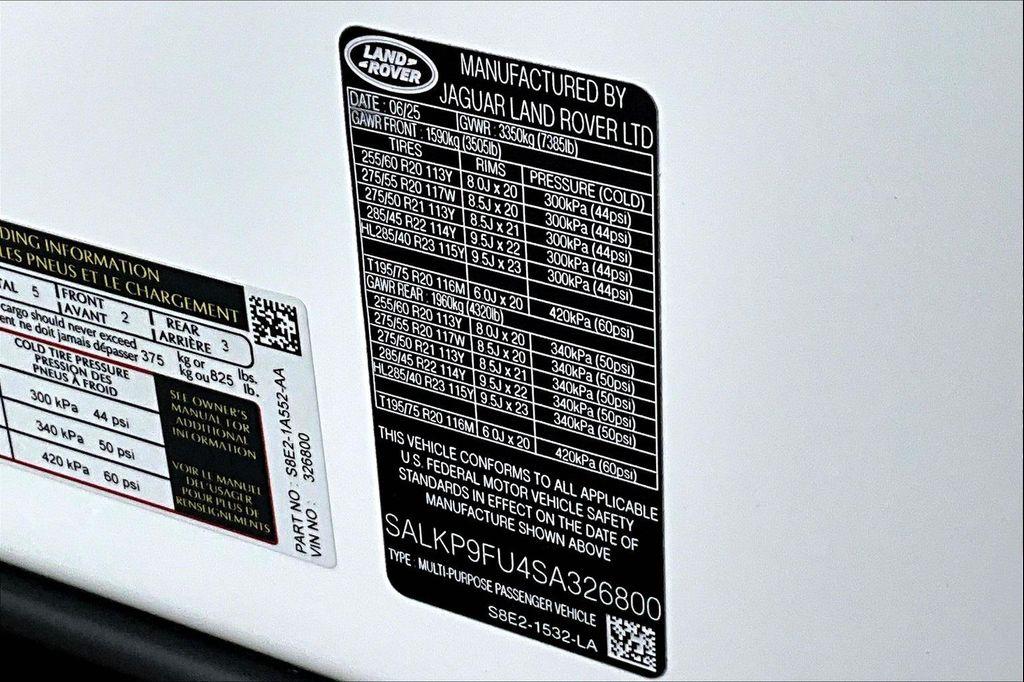 LAND
ROVER
MANUFACTURED BY
JAGUAR LAND ROVER LTD
DATE : 06/25 GVWR : 3350kg (7385lb)
GAWR FRONT : 1590kg (3505lb)
TIRES RIMS PRESSURE (COLD)
255/60 R20 113Y 8.0J x 20 300kPa (44psi)
275/55 R20 117W 8.5J x 20 300kPa (44psi)
275/50 R21 113Y 8.5J x 21 300kPa (44psi)
285/45 R22 114Y 9.5J x 22 300kPa (44psi)
HL285/40 R23 115Y 9.5J x 23 300kPa (44psi)
T195/75 R20 116M 6.0J x 20 420kPa (60psi)
GAWR REAR : 1960kg (4320lb)
255/60 R20 113Y 8.0J x 20 340kPa (50psi)
275/55 R20 117W 8.5J x 20 340kPa (50psi)
275/50 R21 113Y 8.5J x 21 340kPa (50psi)
285/45 R22 114Y 9.5J x 22 340kPa (50psi)
HL285/40 R23 115Y 9.5J x 23 340kPa (50psi)
T195/75 R20 116M 6.0J x 20 420kPa (60psi)
THIS VEHICLE CONFORMS TO ALL APPLICABLE
U.S. FEDERAL MOTOR VEHICLE SAFETY
STANDARDS IN EFFECT ON THE DATE OF
MANUFACTURE SHOWN ABOVE
SALKP9FU4SA326800
TYPE : MULTI-PURPOSE PASSENGER VEHICLE
S8E2-1532-LA
DING INFORMATION
LES PNEUS ET LE CHARGEMENT
TAL 5 FRONT AVANT 2 REAR ARRIÈRE 3
cargo should never exceed
ent ne doit jamais dépasser 375 kg or kg ou 825 lbs. lb.
COLD TIRE PRESSURE
PRESSION DES
PNEUS À FROID
300 kPa 44 psi
340 kPa 50 psi
420 kPa 60 psi
SEE OWNER'S
MANUAL FOR
ADDITIONAL
INFORMATION
VOIR LE MANUEL
DE L'USAGER
POUR PLUS DE
RENSEIGNEMENTS
PART NO : S8E2-1A552-AA
VIN NO : 326800